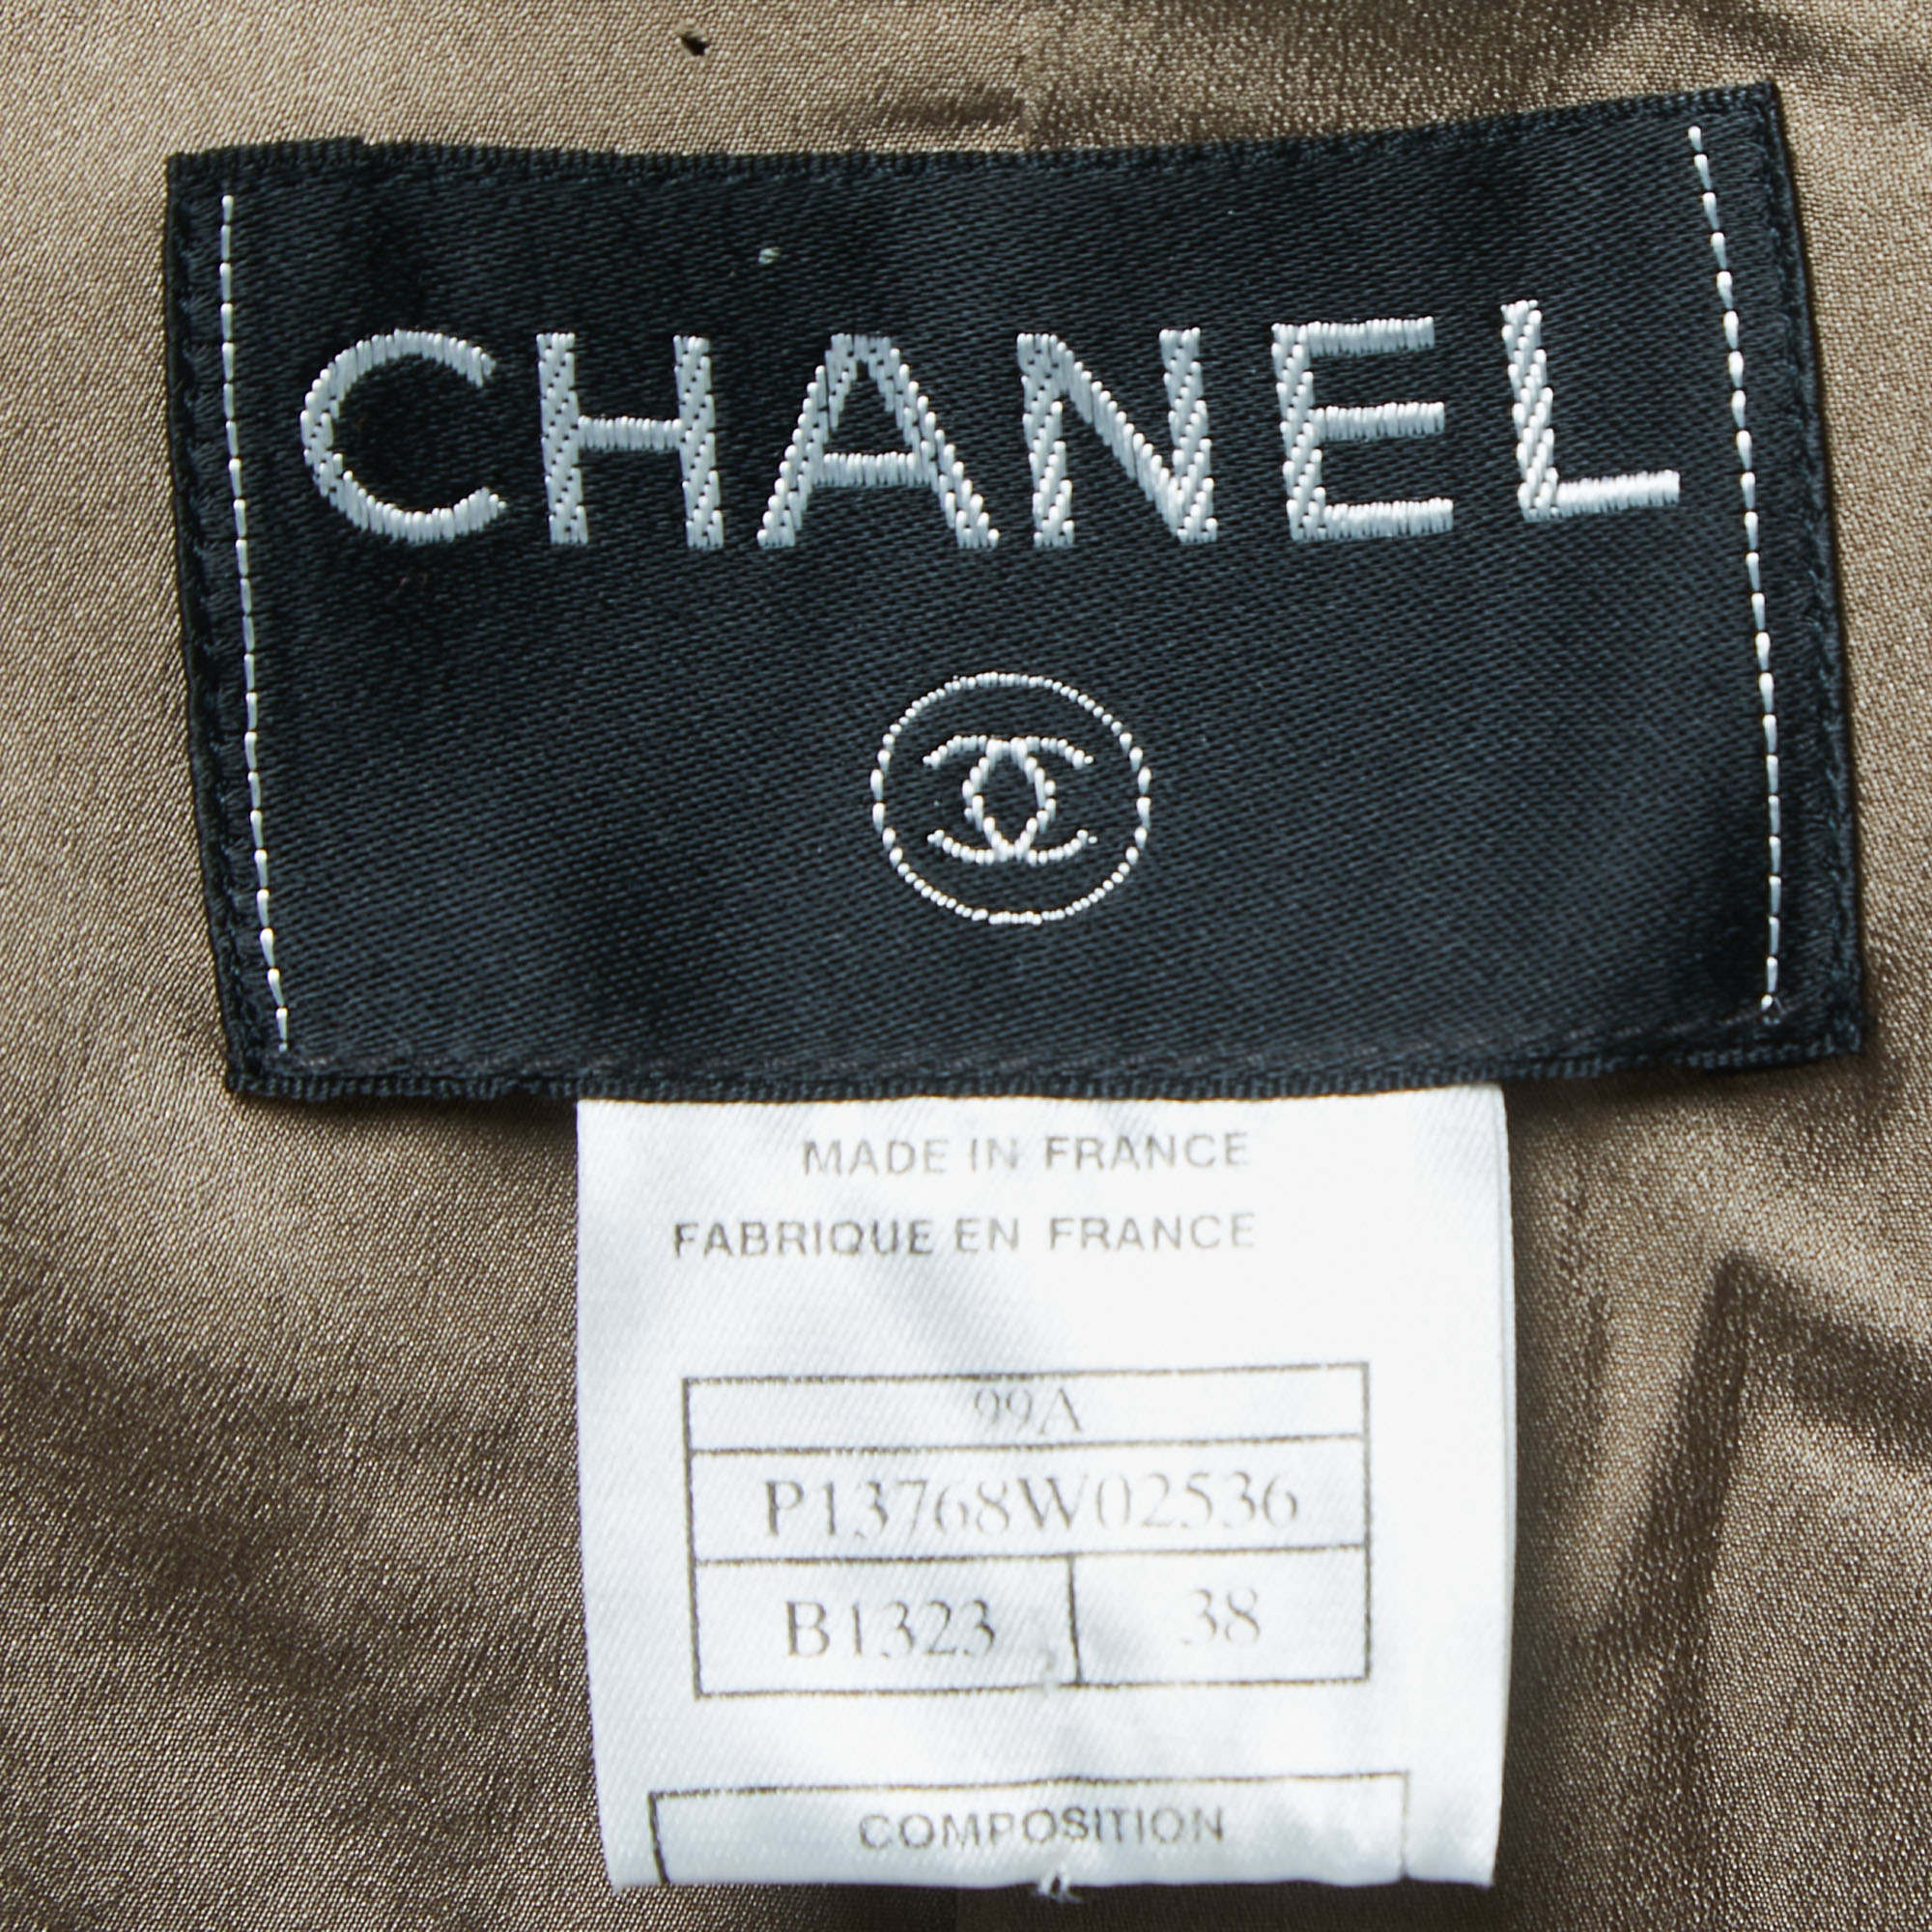 CHANEL
MADE IN FRANCE
FABRIQUE EN FRANCE
99A
P13768W02536
B1323 38
COMPOSITION